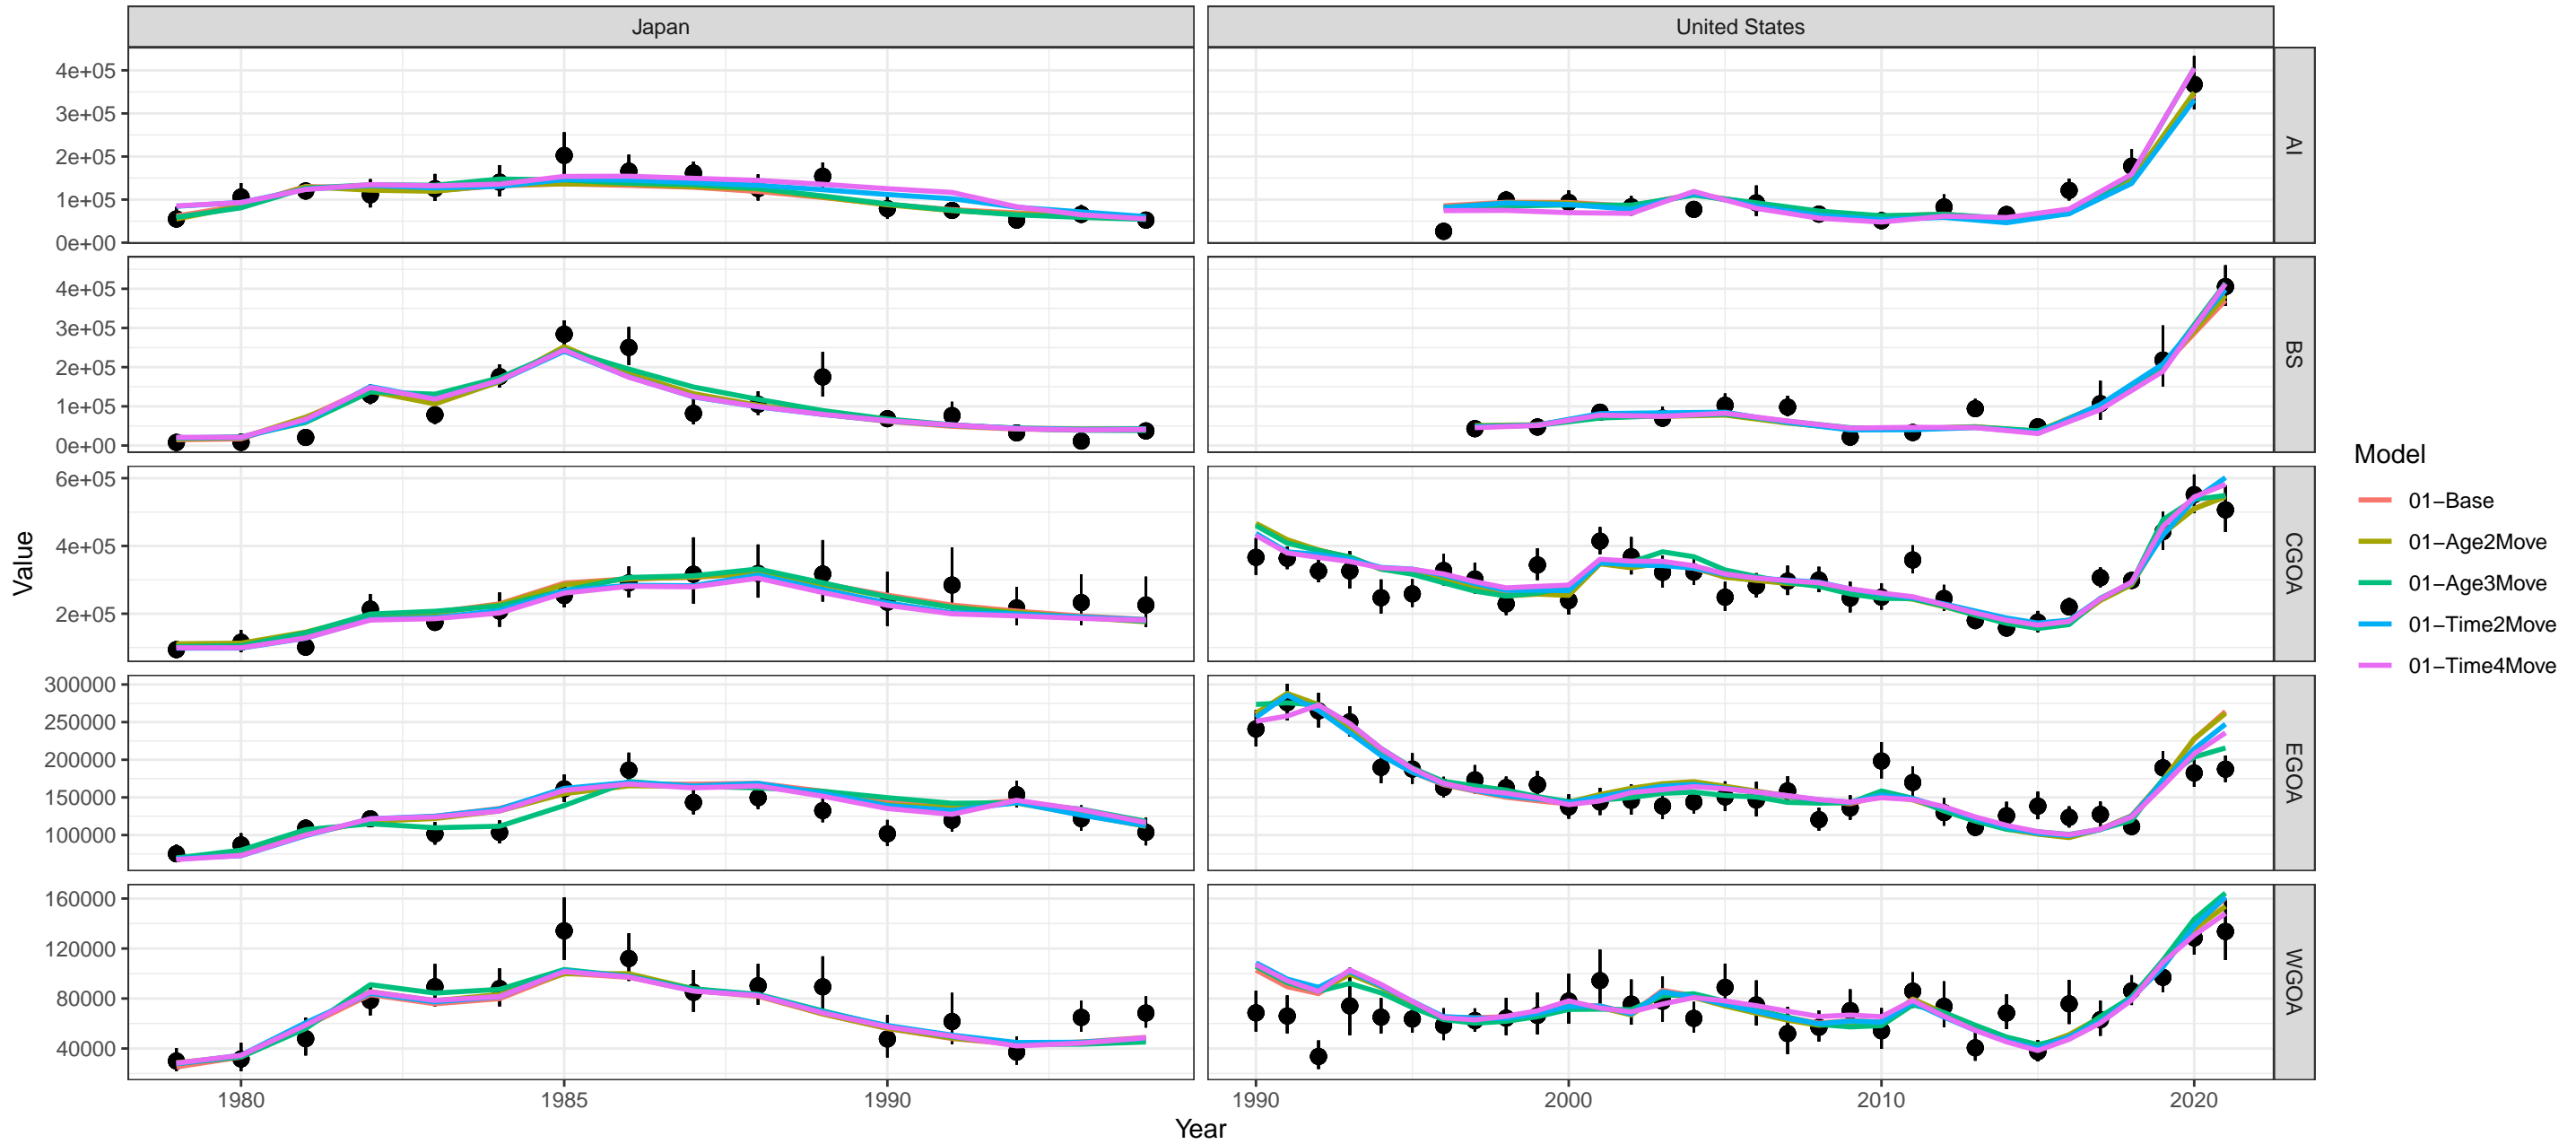 Japan
United States
4e+05
3e+05
2e+05
1e+05
0e+00
AI
4e+05
3e+05
2e+05
1e+05
0e+00
BS
6e+05
4e+05
2e+05
CGOA
300000
250000
200000
150000
100000
EGOA
160000
120000
80000
40000
WGOA
Value
1980
1985
1990
1990
2000
2010
2020
Year
Model
01−Base
01−Age2Move
01−Age3Move
01−Time2Move
01−Time4Move